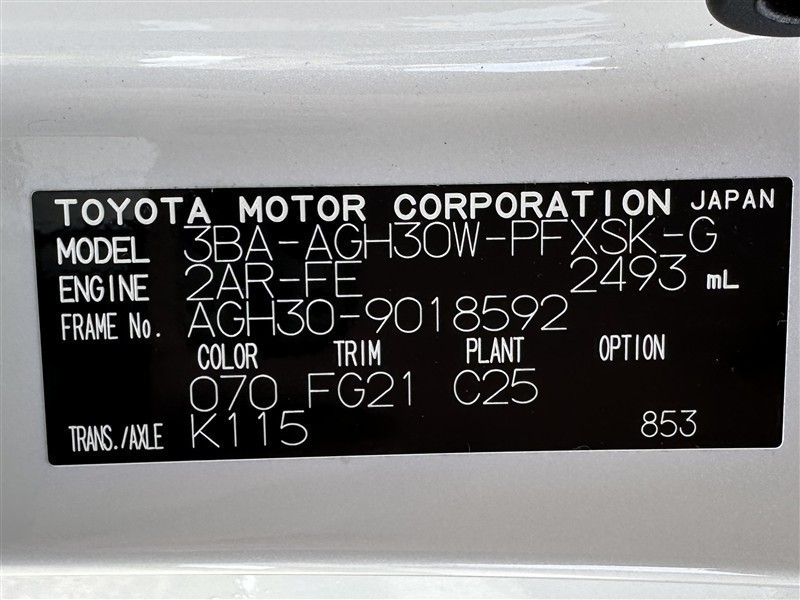 TOYOTA MOTOR CORPORATION JAPAN
MODEL 3BA-AGH30W-PFXSK-G
ENGINE 2AR-FE 2493 mL
FRAME No. AGH30-9018592
COLOR TRIM PLANT OPTION
070 FG21 C25
TRANS./AXLE K115 853